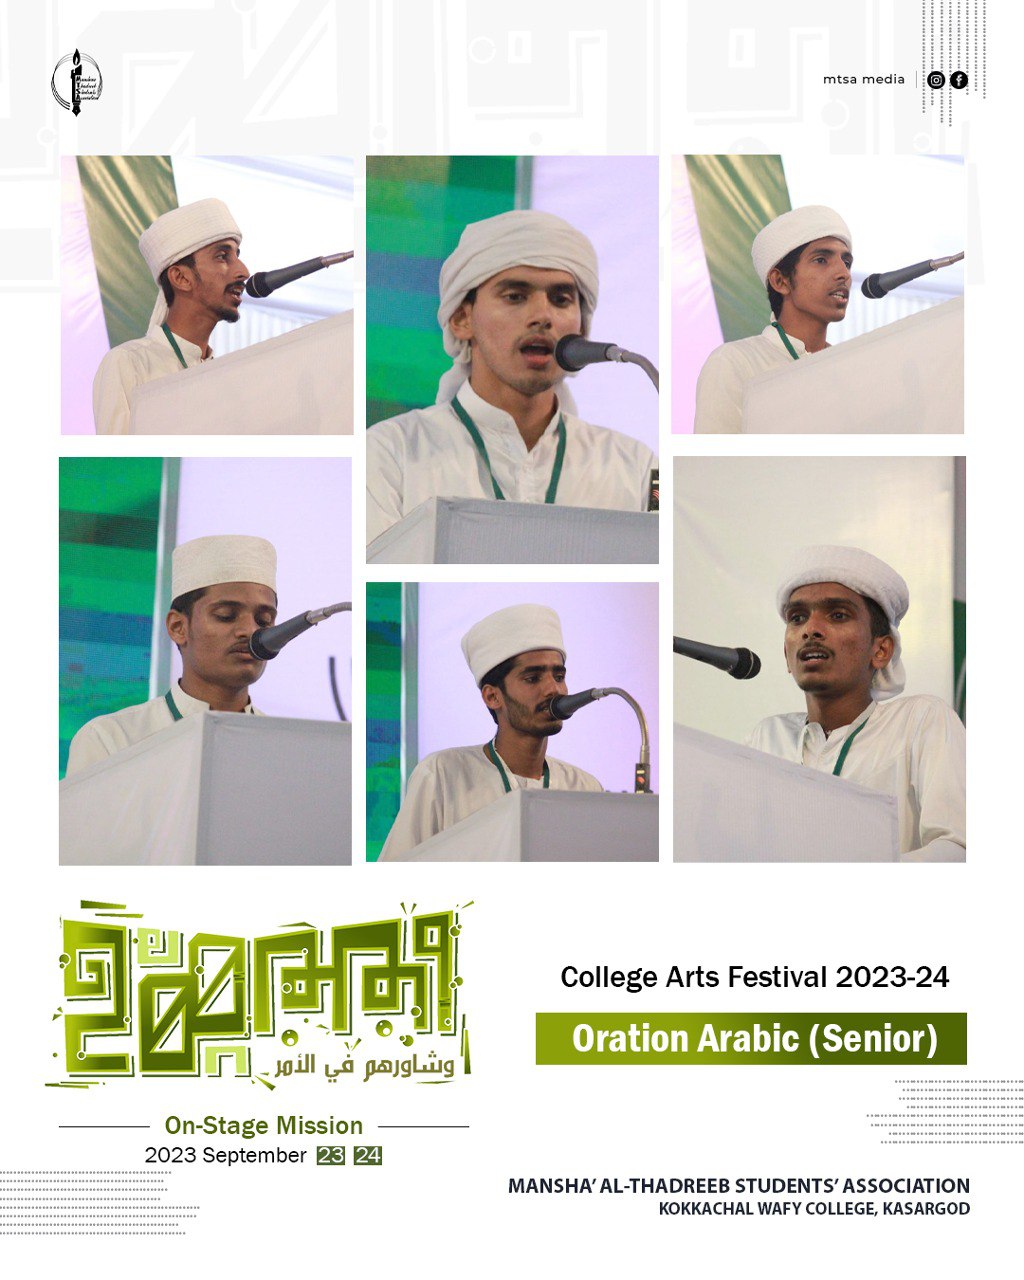 mtsa media
College Arts Festival 2023-24
Oration Arabic (Senior)
وشاورهم في الأمر
On-Stage Mission
2023 September 23 24
MANSHA' AL-THADREEB STUDENTS' ASSOCIATION
KOKKACHAL WAFY COLLEGE, KASARGOD